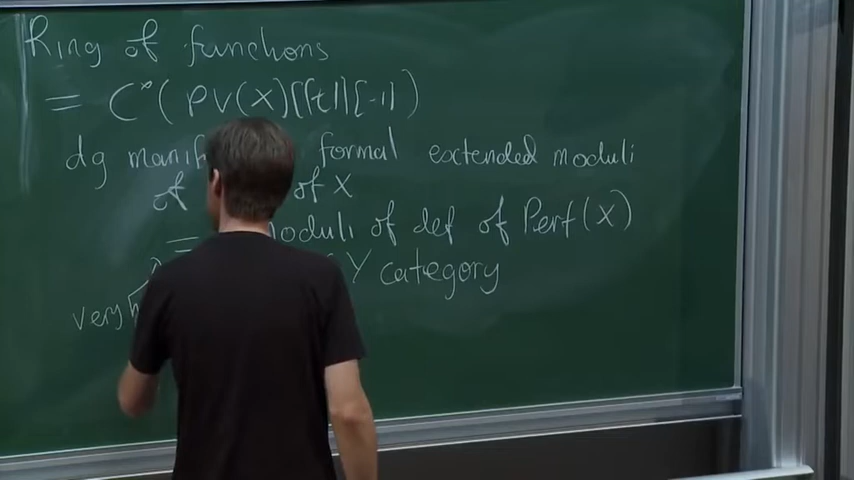 Ring of functions
= C*( PV(X)[[t]][-1])
dg manif formal extended moduli
of of X
= moduli of def of Perf(X)
Y category
very